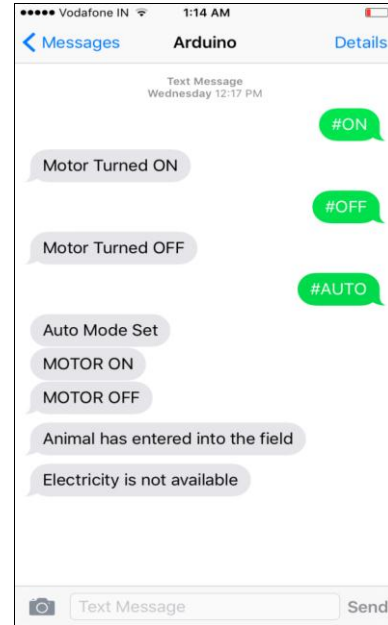 Vodafone IN 1:14 AM
Messages Arduino Details
Text Message
Wednesday 12:17 PM
#ON
Motor Turned ON
#OFF
Motor Turned OFF
#AUTO
Auto Mode Set
MOTOR ON
MOTOR OFF
Animal has entered into the field
Electricity is not available
Text Message Send